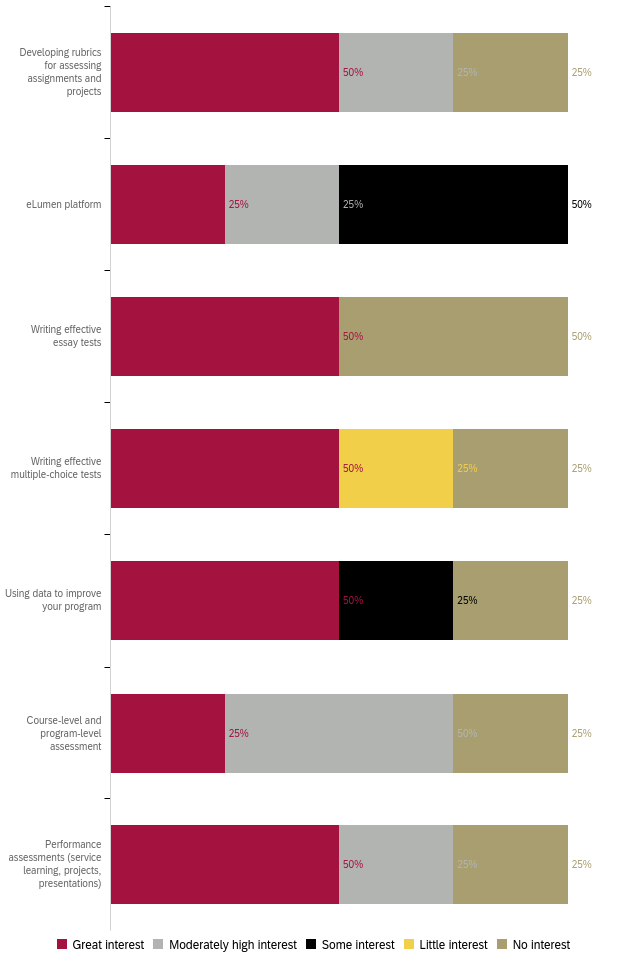 Developing rubrics
for assessing
assignments and
projects
50%
25%
25%
eLumen platform
25%
25%
50%
Writing effective
essay tests
50%
50%
Writing effective
multiple-choice tests
50%
25%
25%
Using data to improve
your program
50%
25%
25%
Course-level and
program-level
assessment
25%
50%
25%
Performance
assessments (service
learning, projects,
presentations)
50%
25%
25%
Great interest
Moderately high interest
Some interest
Little interest
No interest